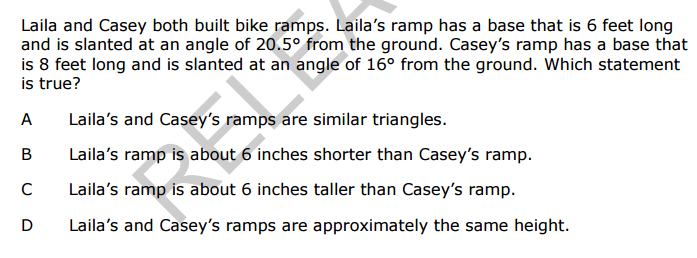 Laila and Casey both built bike ramps. Laila’s ramp has a base that is 6 feet long
and is slanted at an angle of 20.5° from the ground. Casey’s ramp has a base that
is 8 feet long and is slanted at an angle of 16° from the ground. Which statement
is true?
A Laila’s and Casey’s ramps are similar triangles.
B Laila’s ramp is about 6 inches shorter than Casey’s ramp.
C Laila’s ramp is about 6 inches taller than Casey’s ramp.
D Laila’s and Casey’s ramps are approximately the same height.
RELEA